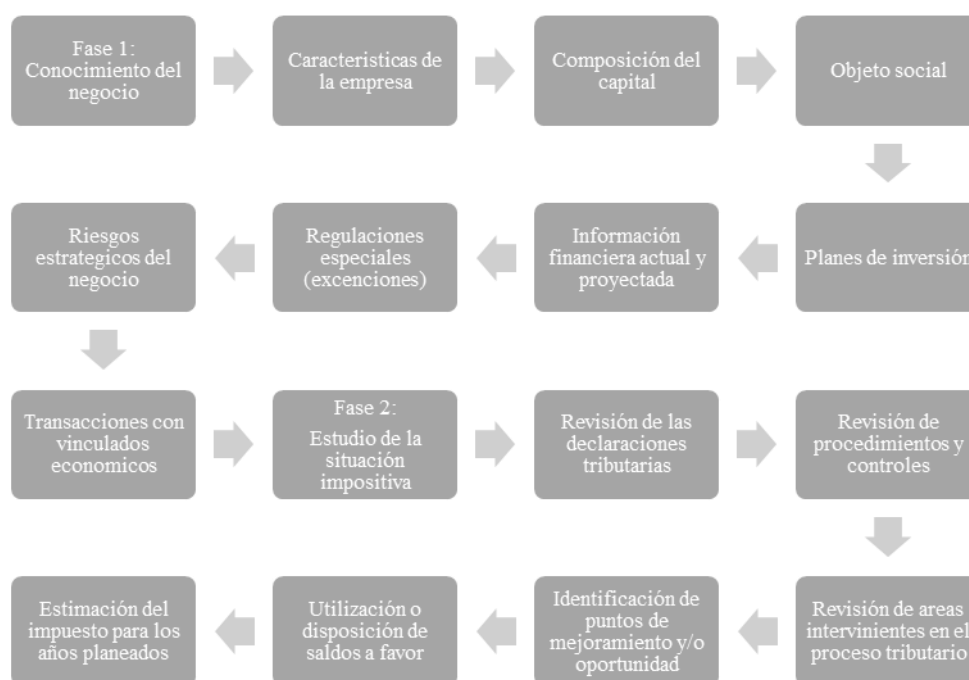 Fase 1:
Conocimiento del
negocio
Caracteristicas de
la empresa
Composición del
capital
Objeto social
Planes de inversión
Información
financiera actual y
proyectada
Regulaciones
especiales
(excenciones)
Riesgos
estrategicos del
negocio
Transacciones con
vinculados
economicos
Fase 2:
Estudio de la
situación
impositiva
Revisión de las
declaraciones
tributarias
Revisión de
procedimientos y
controles
Revisión de areas
intervinientes en el
proceso tributario
Identificación de
puntos de
mejoramiento y/o
oportunidad
Utilización o
disposición de
saldos a favor
Estimación del
impuesto para los
años planeados